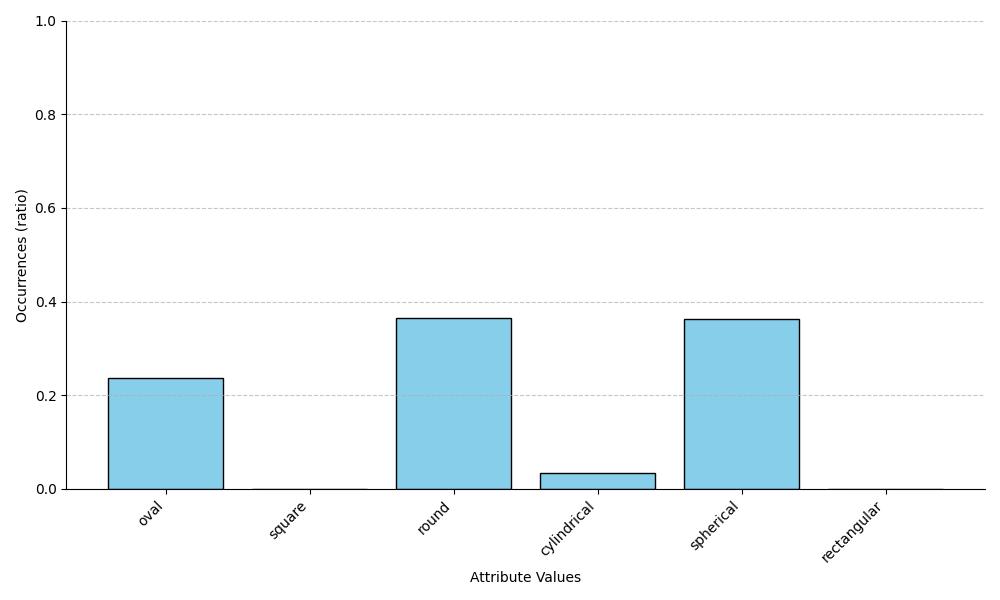 1.0
0.8
0.6
0.4
0.2
0.0
Occurrences (ratio)
oval
square
round
cylindrical
spherical
rectangular
Attribute Values